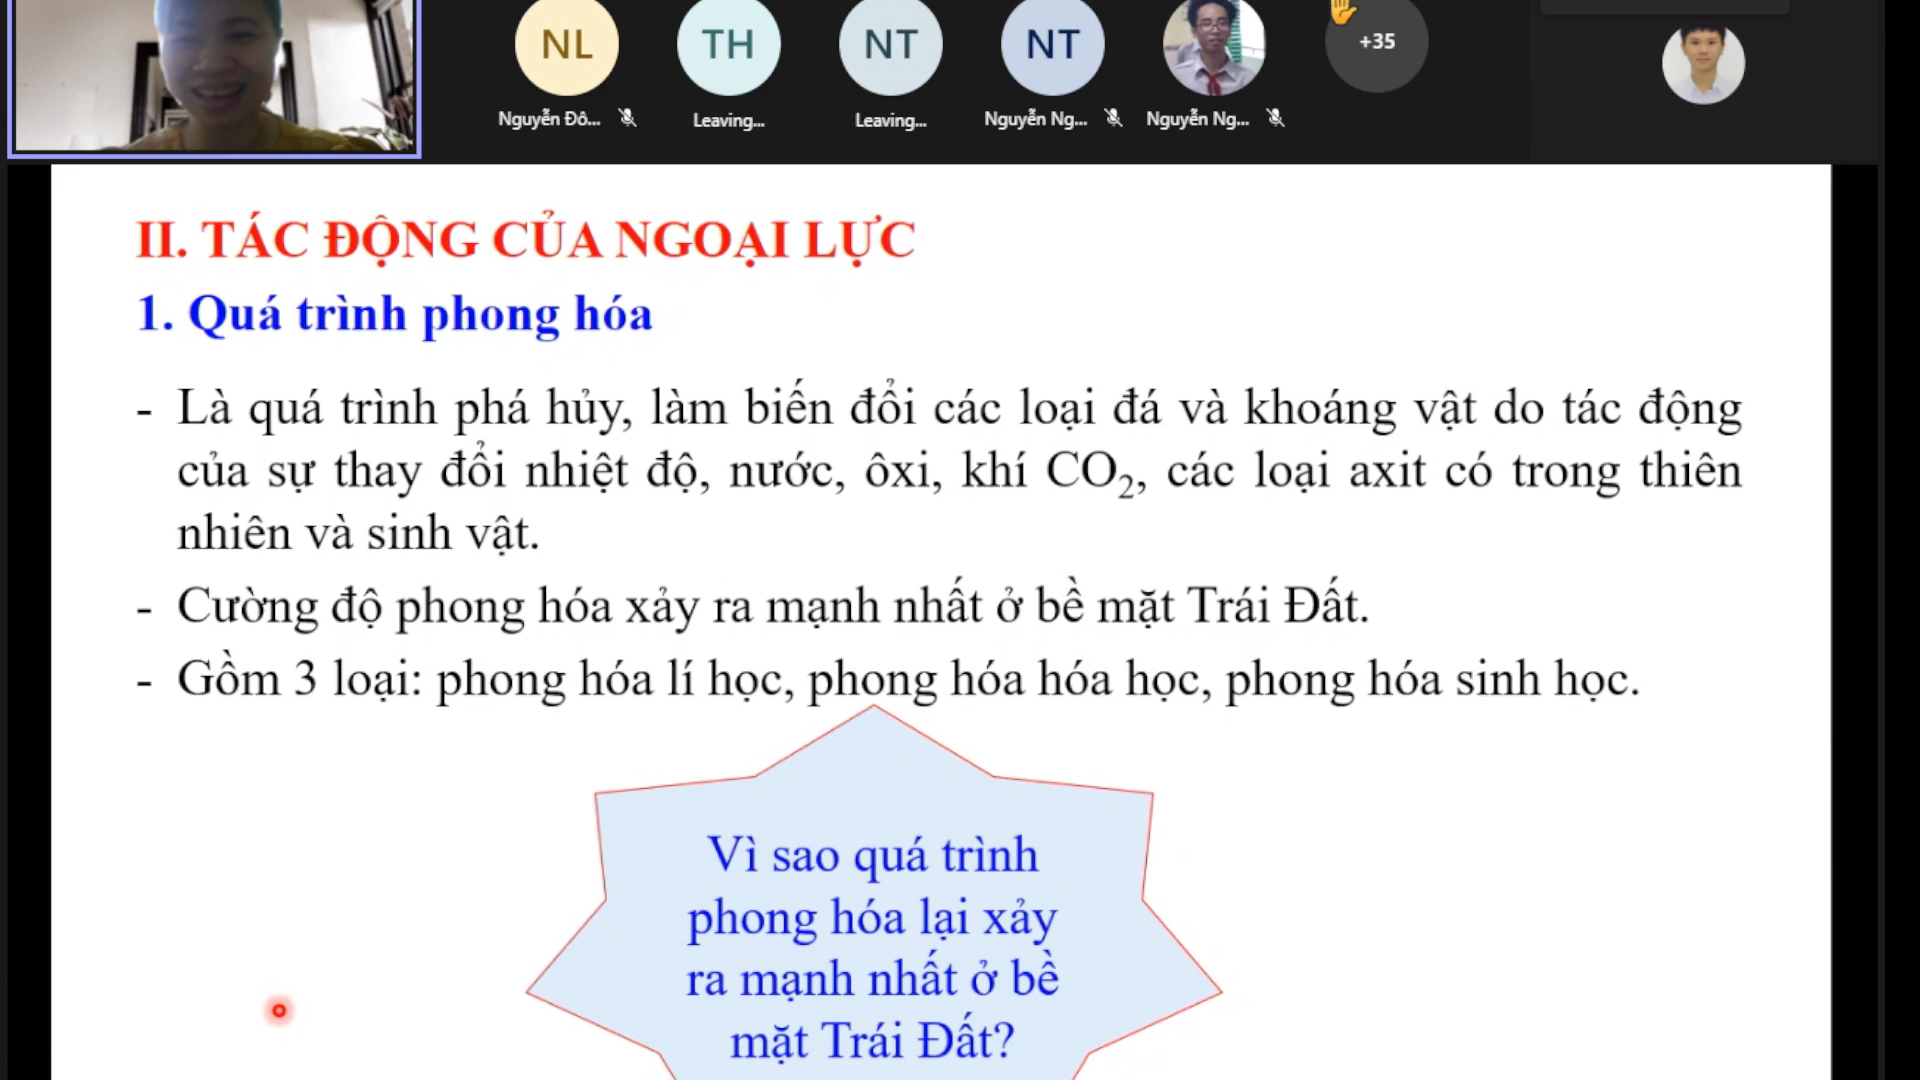 NL
TH
NT
NT
+35
Nguyễn Đô...
Leaving...
Leaving...
Nguyễn Ng...
Nguyễn Ng...
II. TÁC ĐỘNG CỦA NGOẠI LỰC
1. Quá trình phong hóa
- Là quá trình phá hủy, làm biến đổi các loại đá và khoáng vật do tác động
của sự thay đổi nhiệt độ, nước, ôxi, khí CO₂, các loại axit có trong thiên
nhiên và sinh vật.
- Cường độ phong hóa xảy ra mạnh nhất ở bề mặt Trái Đất.
- Gồm 3 loại: phong hóa lí học, phong hóa hóa học, phong hóa sinh học.
Vì sao quá trình
phong hóa lại xảy
ra mạnh nhất ở bề
mặt Trái Đất?